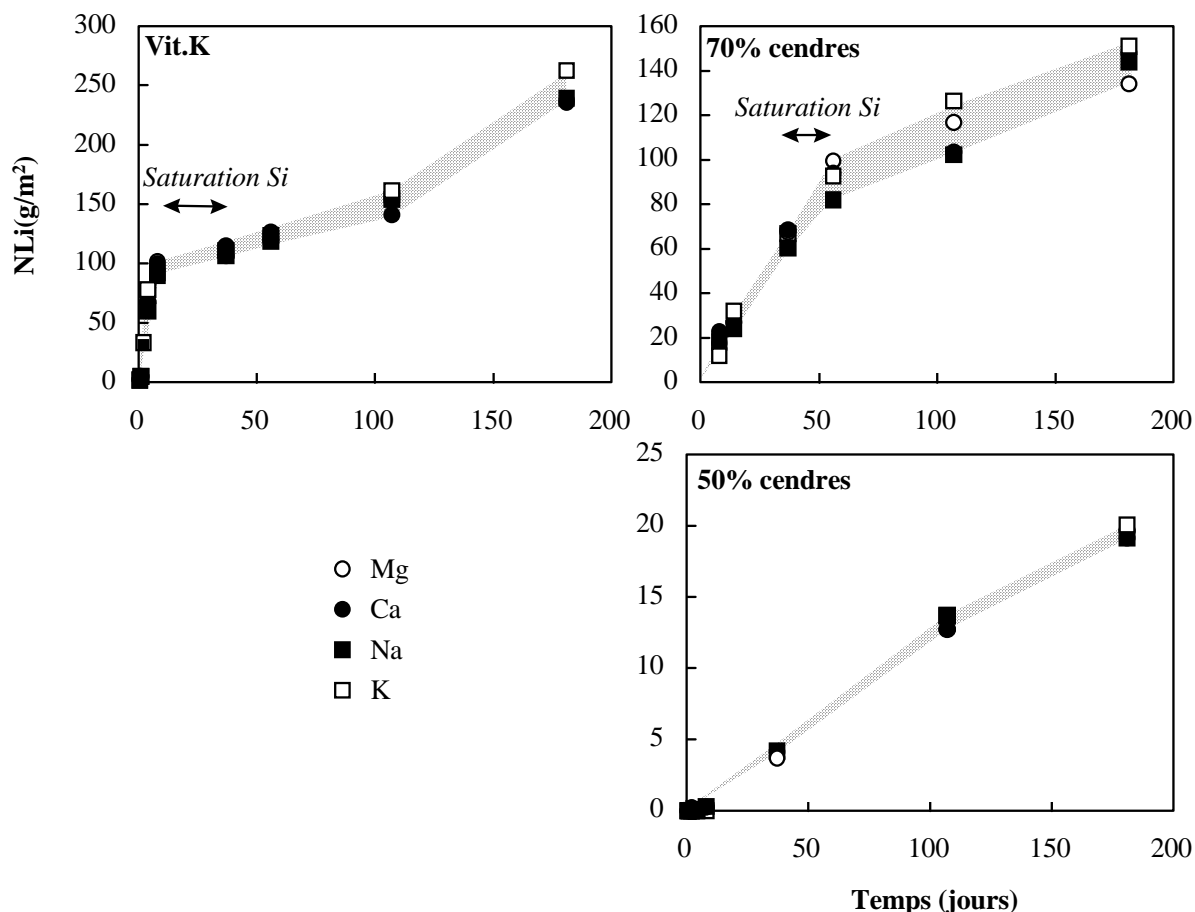 NLi(g/m²)
Vit.K
Saturation Si
300
250
200
150
100
50
0
0 50 100 150 200
70% cendres
Saturation Si
160
140
120
100
80
60
40
20
0
0 50 100 150 200
50% cendres
25
20
15
10
5
0
0 50 100 150 200
Temps (jours)
Mg
Ca
Na
K